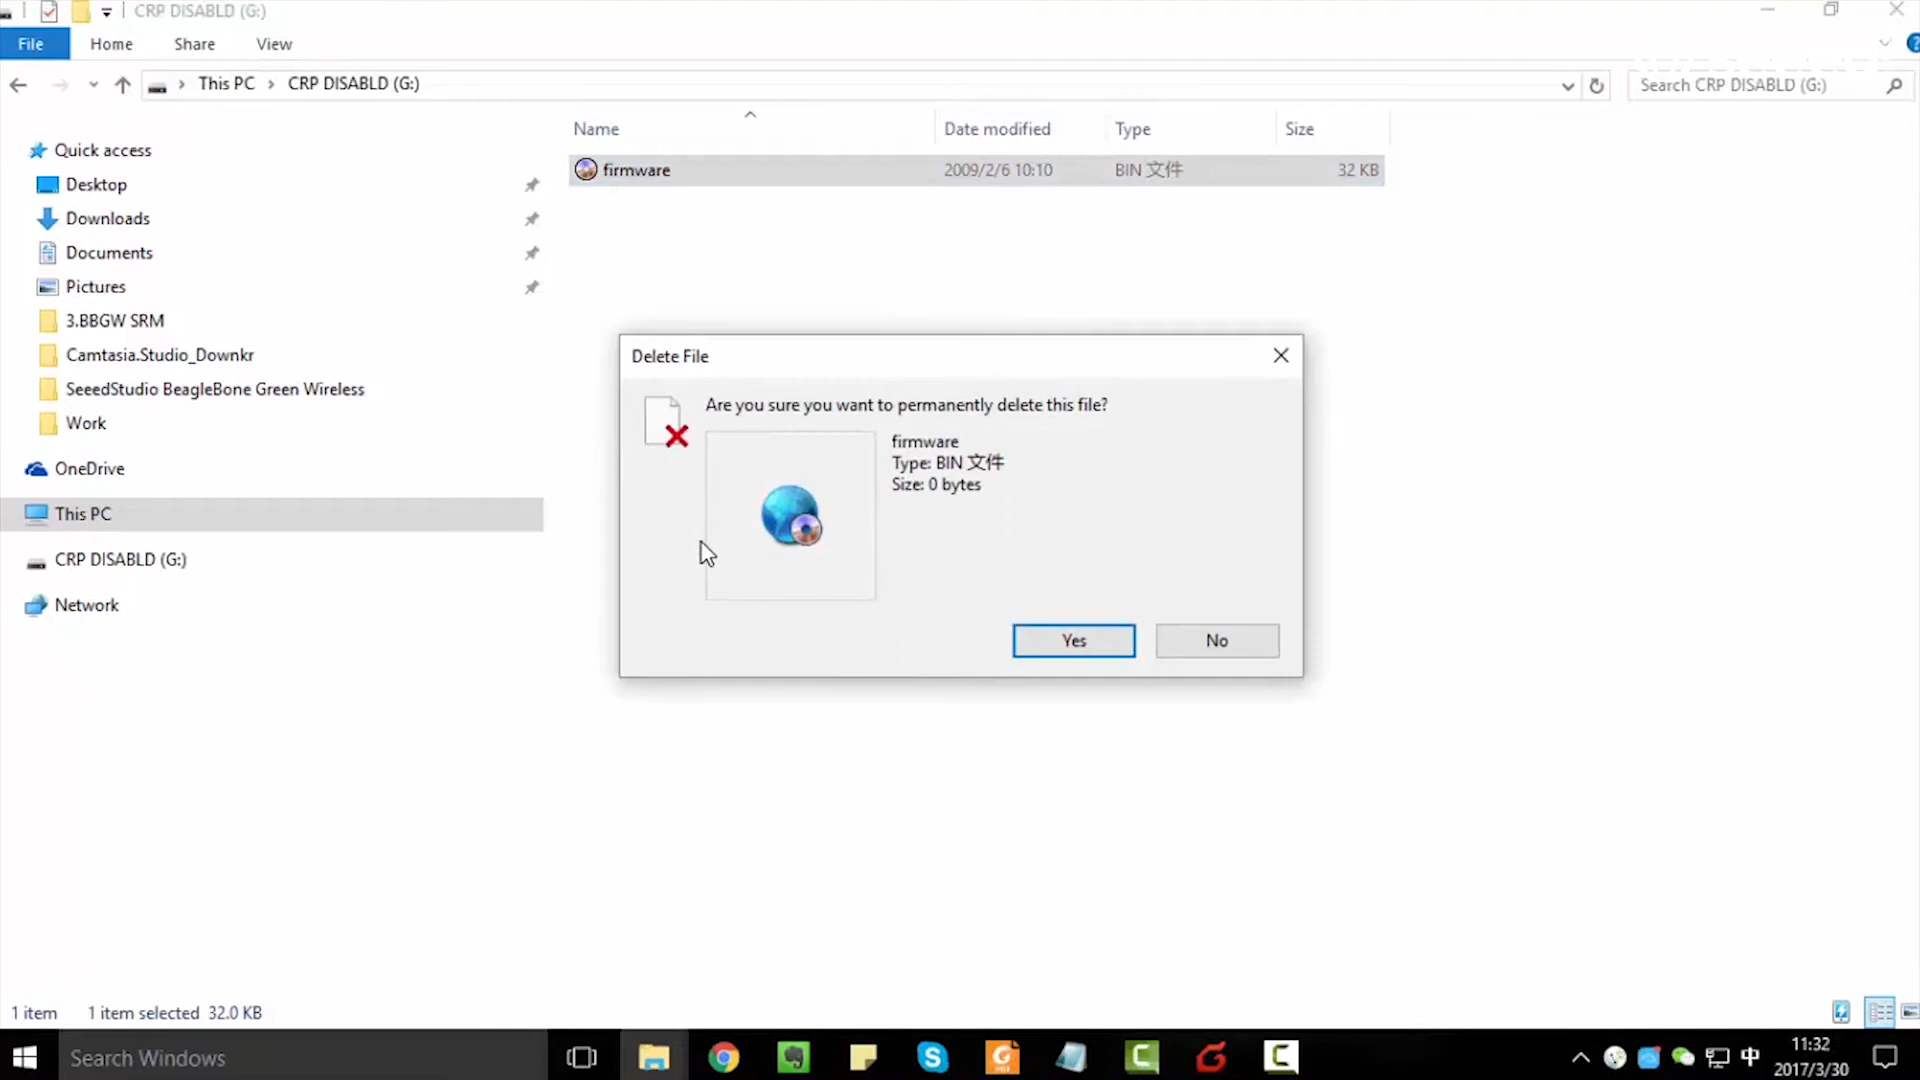 CRP DISABLD (G:)
File Home Share View
This PC CRP DISABLD (G:)
Search CRP DISABLD (G:)
Name Date modified Type Size
firmware 2009/2/6 10:10 BIN 文件 32 KB
Quick access
Desktop
Downloads
Documents
Pictures
3.BBGW SRM
Camtasia.Studio_Downkr
SeeedStudio BeagleBone Green Wireless
Work
OneDrive
This PC
CRP DISABLD (G:)
Network
Delete File
Are you sure you want to permanently delete this file?
firmware
Type: BIN 文件
Size: 0 bytes
Yes No
1 item 1 item selected 32.0 KB
Search Windows
中
11:32
2017/3/30